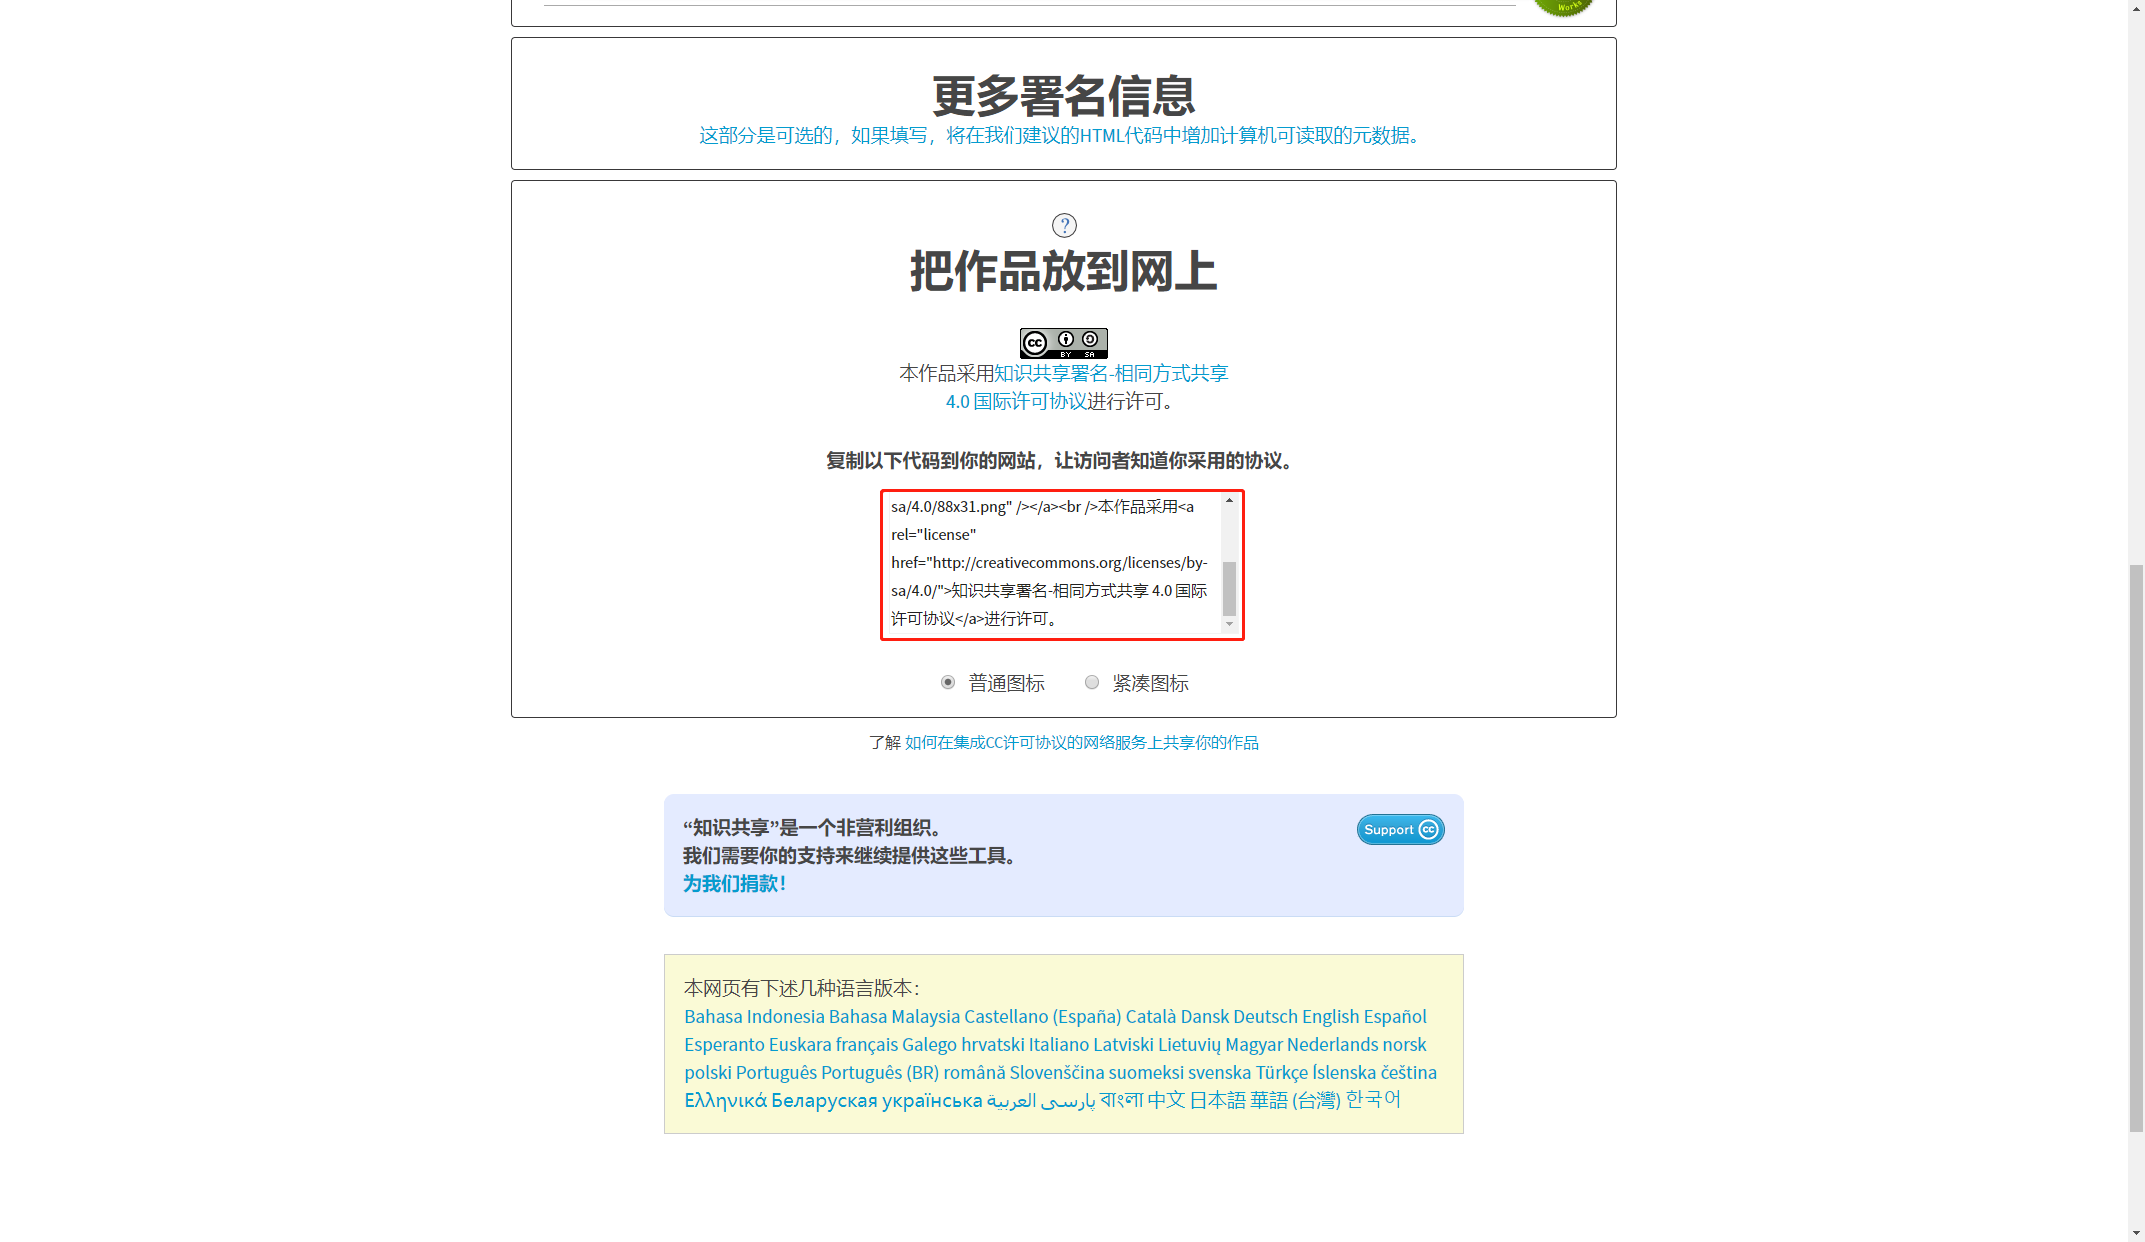 Works
更多署名信息
这部分是可选的，如果填写，将在我们建议的HTML代码中增加计算机可读取的元数据。
?
把作品放到网上
cc BY SA
本作品采用知识共享署名-相同方式共享
4.0 国际许可协议进行许可。
复制以下代码到你的网站，让访问者知道你采用的协议。
sa/4.0/88x31.png" /></a><br />本作品采用<a
rel="license"
href="http://creativecommons.org/licenses/by-
sa/4.0/">知识共享署名-相同方式共享 4.0 国际
许可协议</a>进行许可。
普通图标 紧凑图标
了解 如何在集成CC许可协议的网络服务上共享你的作品
“知识共享”是一个非营利组织。
Support cc
我们需要你的支持来继续提供这些工具。
为我们捐款！
本网页有下述几种语言版本：
Bahasa Indonesia Bahasa Malaysia Castellano (España) Català Dansk Deutsch English Español
Esperanto Euskara français Galego hrvatski Italiano Latviski Lietuvių Magyar Nederlands norsk
polski Português Português (BR) română Slovenščina suomeksi svenska Türkçe Íslenska čeština
Ελληνικά Беларуская українська العربية پارسی বাংলা 中文 日本語 華語 (台灣) 한국어